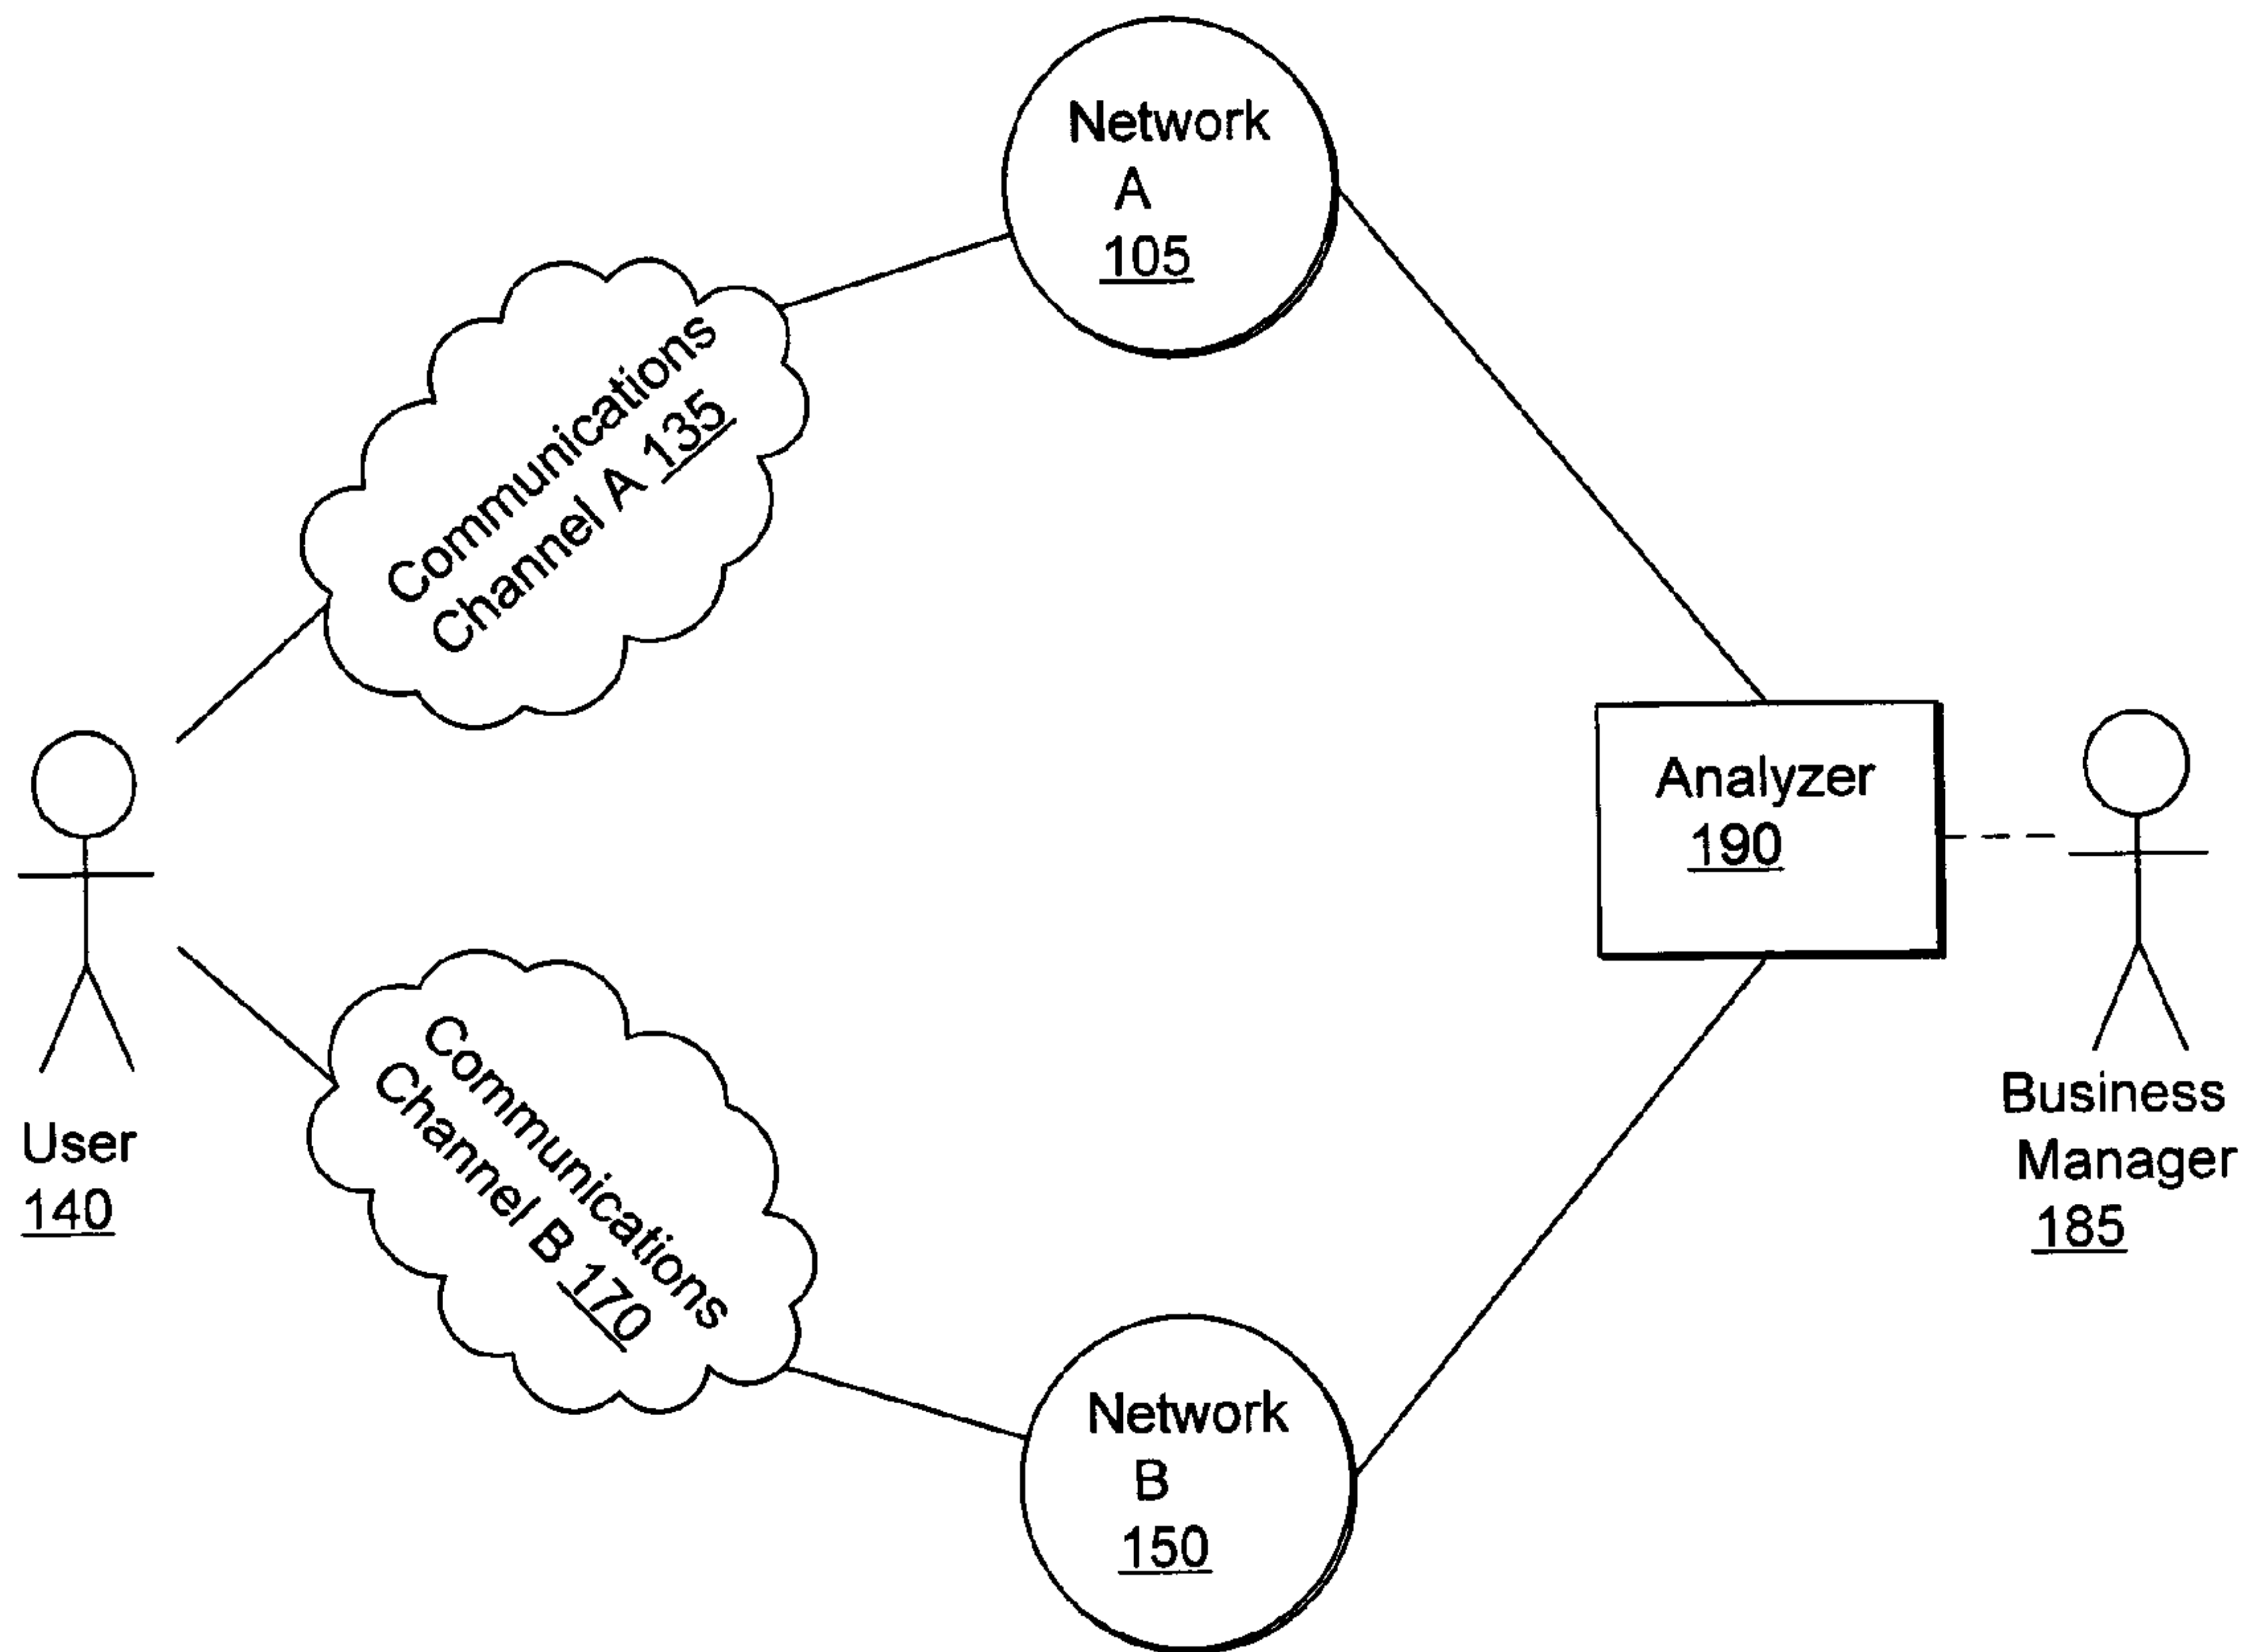 Network
A
105
Communications
Channel A 135
Analyzer
190
User
140
Business
Manager
185
Communications
Channel B 170
Network
B
150